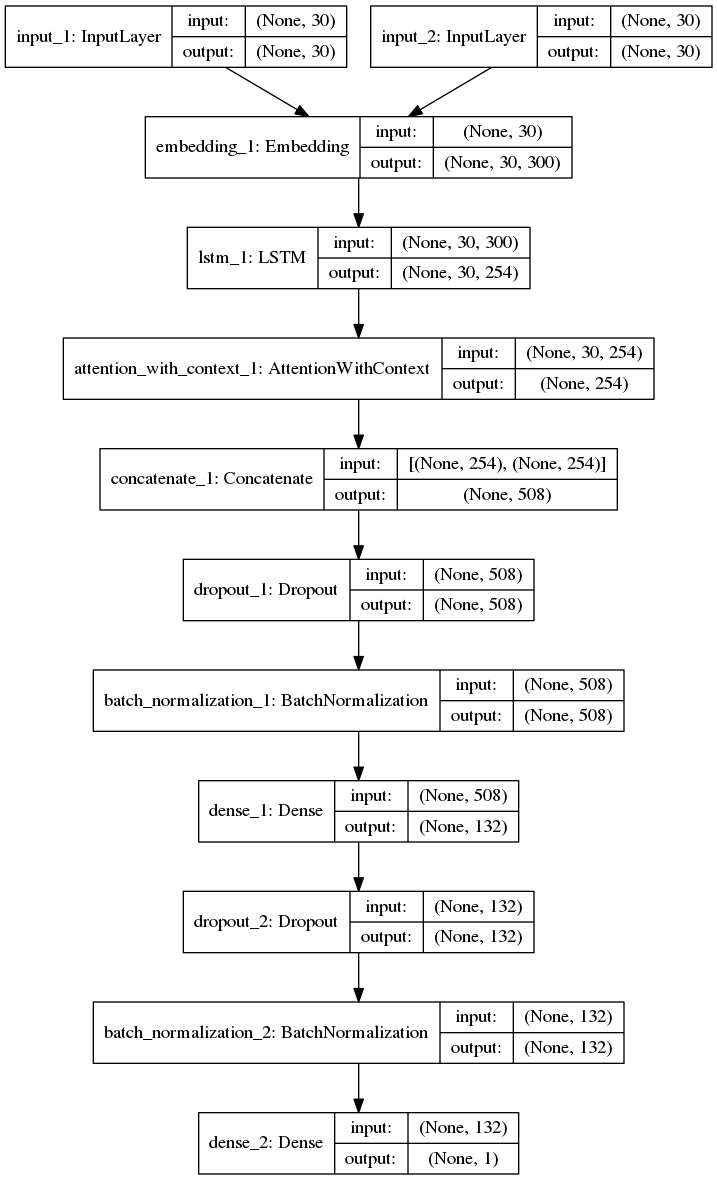 input_1: InputLayer
input: (None, 30)
output: (None, 30)
input_2: InputLayer
input: (None, 30)
output: (None, 30)
embedding_1: Embedding
input: (None, 30)
output: (None, 30, 300)
lstm_1: LSTM
input: (None, 30, 300)
output: (None, 30, 254)
attention_with_context_1: AttentionWithContext
input: (None, 30, 254)
output: (None, 254)
concatenate_1: Concatenate
input: [(None, 254), (None, 254)]
output: (None, 508)
dropout_1: Dropout
input: (None, 508)
output: (None, 508)
batch_normalization_1: BatchNormalization
input: (None, 508)
output: (None, 508)
dense_1: Dense
input: (None, 508)
output: (None, 132)
dropout_2: Dropout
input: (None, 132)
output: (None, 132)
batch_normalization_2: BatchNormalization
input: (None, 132)
output: (None, 132)
dense_2: Dense
input: (None, 132)
output: (None, 1)